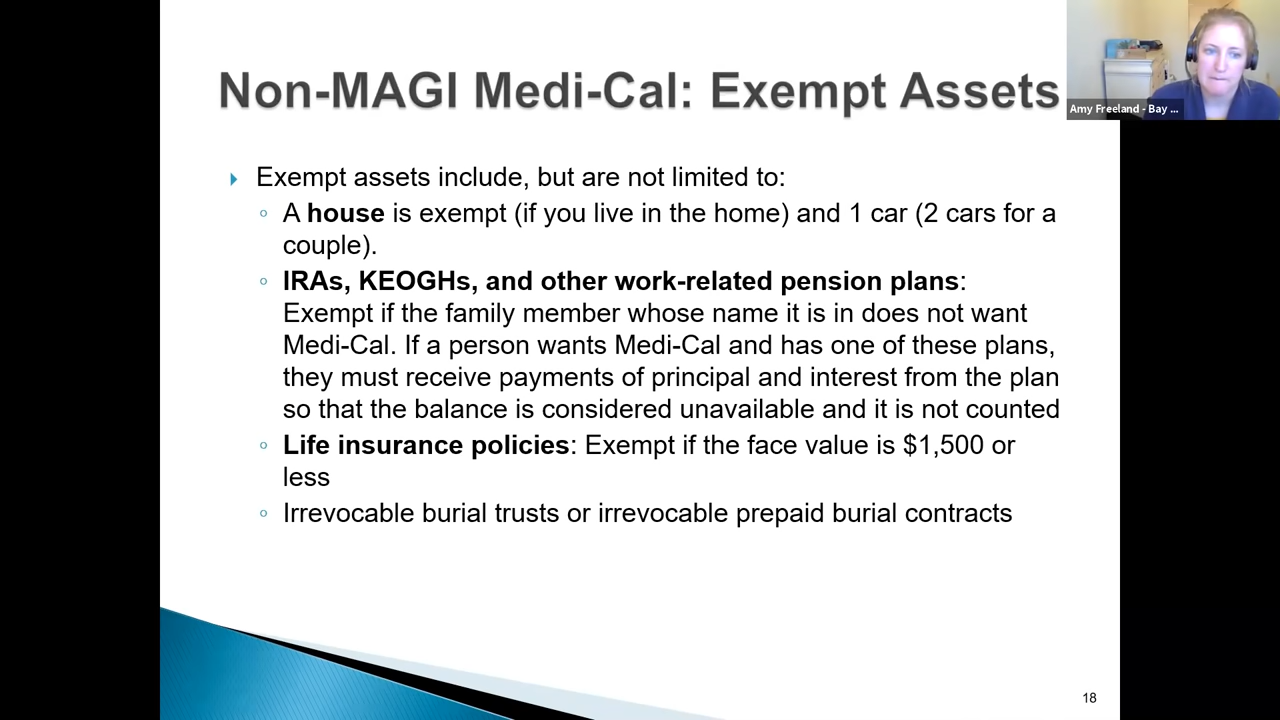 Non-MAGI Medi-Cal: Exempt Assets
Amy Freeland - Bay ...
Exempt assets include, but are not limited to:
A house is exempt (if you live in the home) and 1 car (2 cars for a
couple).
IRAs, KEOGHs, and other work-related pension plans:
Exempt if the family member whose name it is in does not want
Medi-Cal. If a person wants Medi-Cal and has one of these plans,
they must receive payments of principal and interest from the plan
so that the balance is considered unavailable and it is not counted
Life insurance policies: Exempt if the face value is $1,500 or
less
Irrevocable burial trusts or irrevocable prepaid burial contracts
18